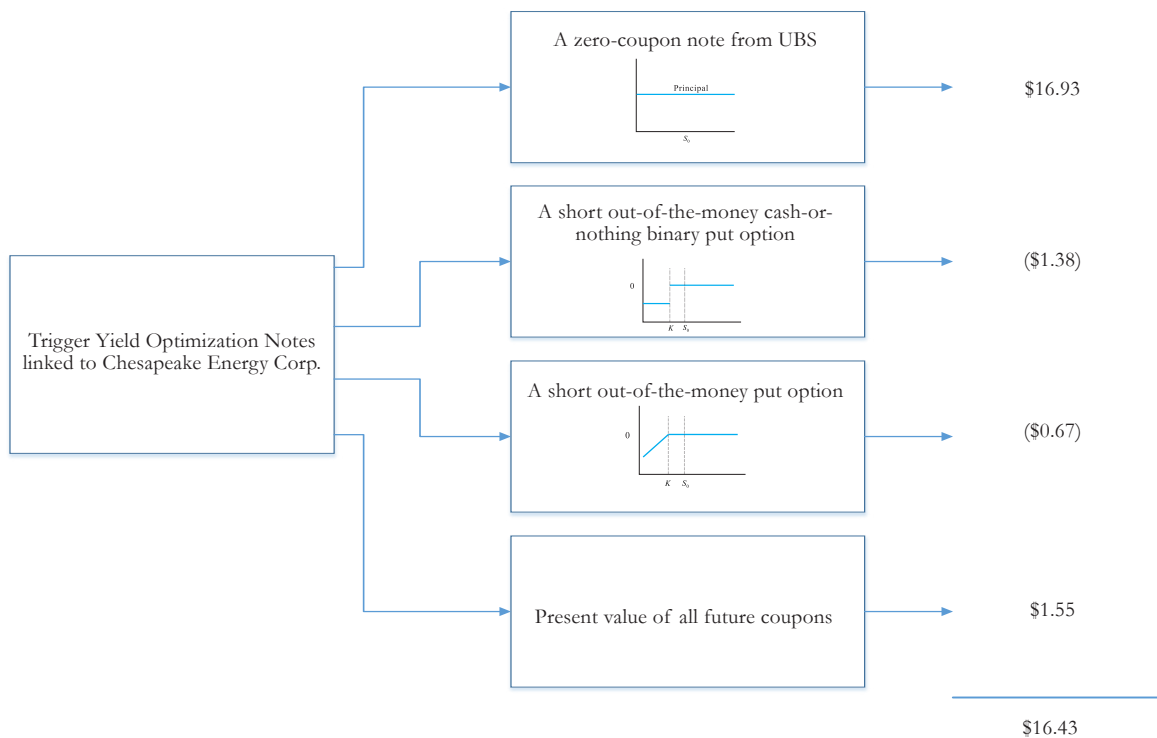 A zero-coupon note from UBS
Principal
S₀
$16.93
A short out-of-the-money cash-or-
nothing binary put option
0
K
S₀
($1.38)
Trigger Yield Optimization Notes
linked to Chesapeake Energy Corp.
A short out-of-the-money put option
0
K
S₀
($0.67)
Present value of all future coupons
$1.55
$16.43